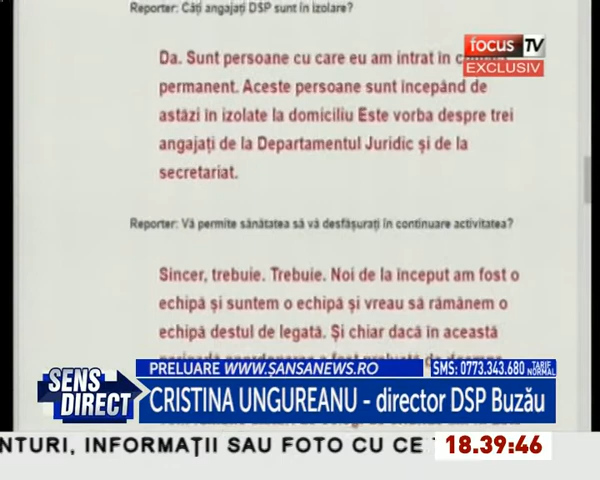 Reporter: Câți angajați DSP sunt în izolare?
focus TV
EXCLUSIV
Da. Sunt persoane cu care eu am intrat în
permanent. Aceste persoane sunt începând de
astăzi în izolate la domiciliu Este vorba despre trei
angajați de la Departamentul Juridic și de la
secretariat.
Reporter: Vă permite sănătatea să vă desfășurați în continuare activitatea?
Sincer, trebuie. Trebuie. Noi de la început am fost o
echipă și suntem o echipă și vreau să rămânem o
echipă destul de legată. Și chiar dacă în această
PRELUARE WWW.ȘANSANEWS.RO
SMS: 0773.343.680 TARIF NORMAL
SENS DIRECT
CRISTINA UNGUREANU - director DSP Buzău
NTURI, INFORMAȚII SAU FOTO CU CE
18.39.46